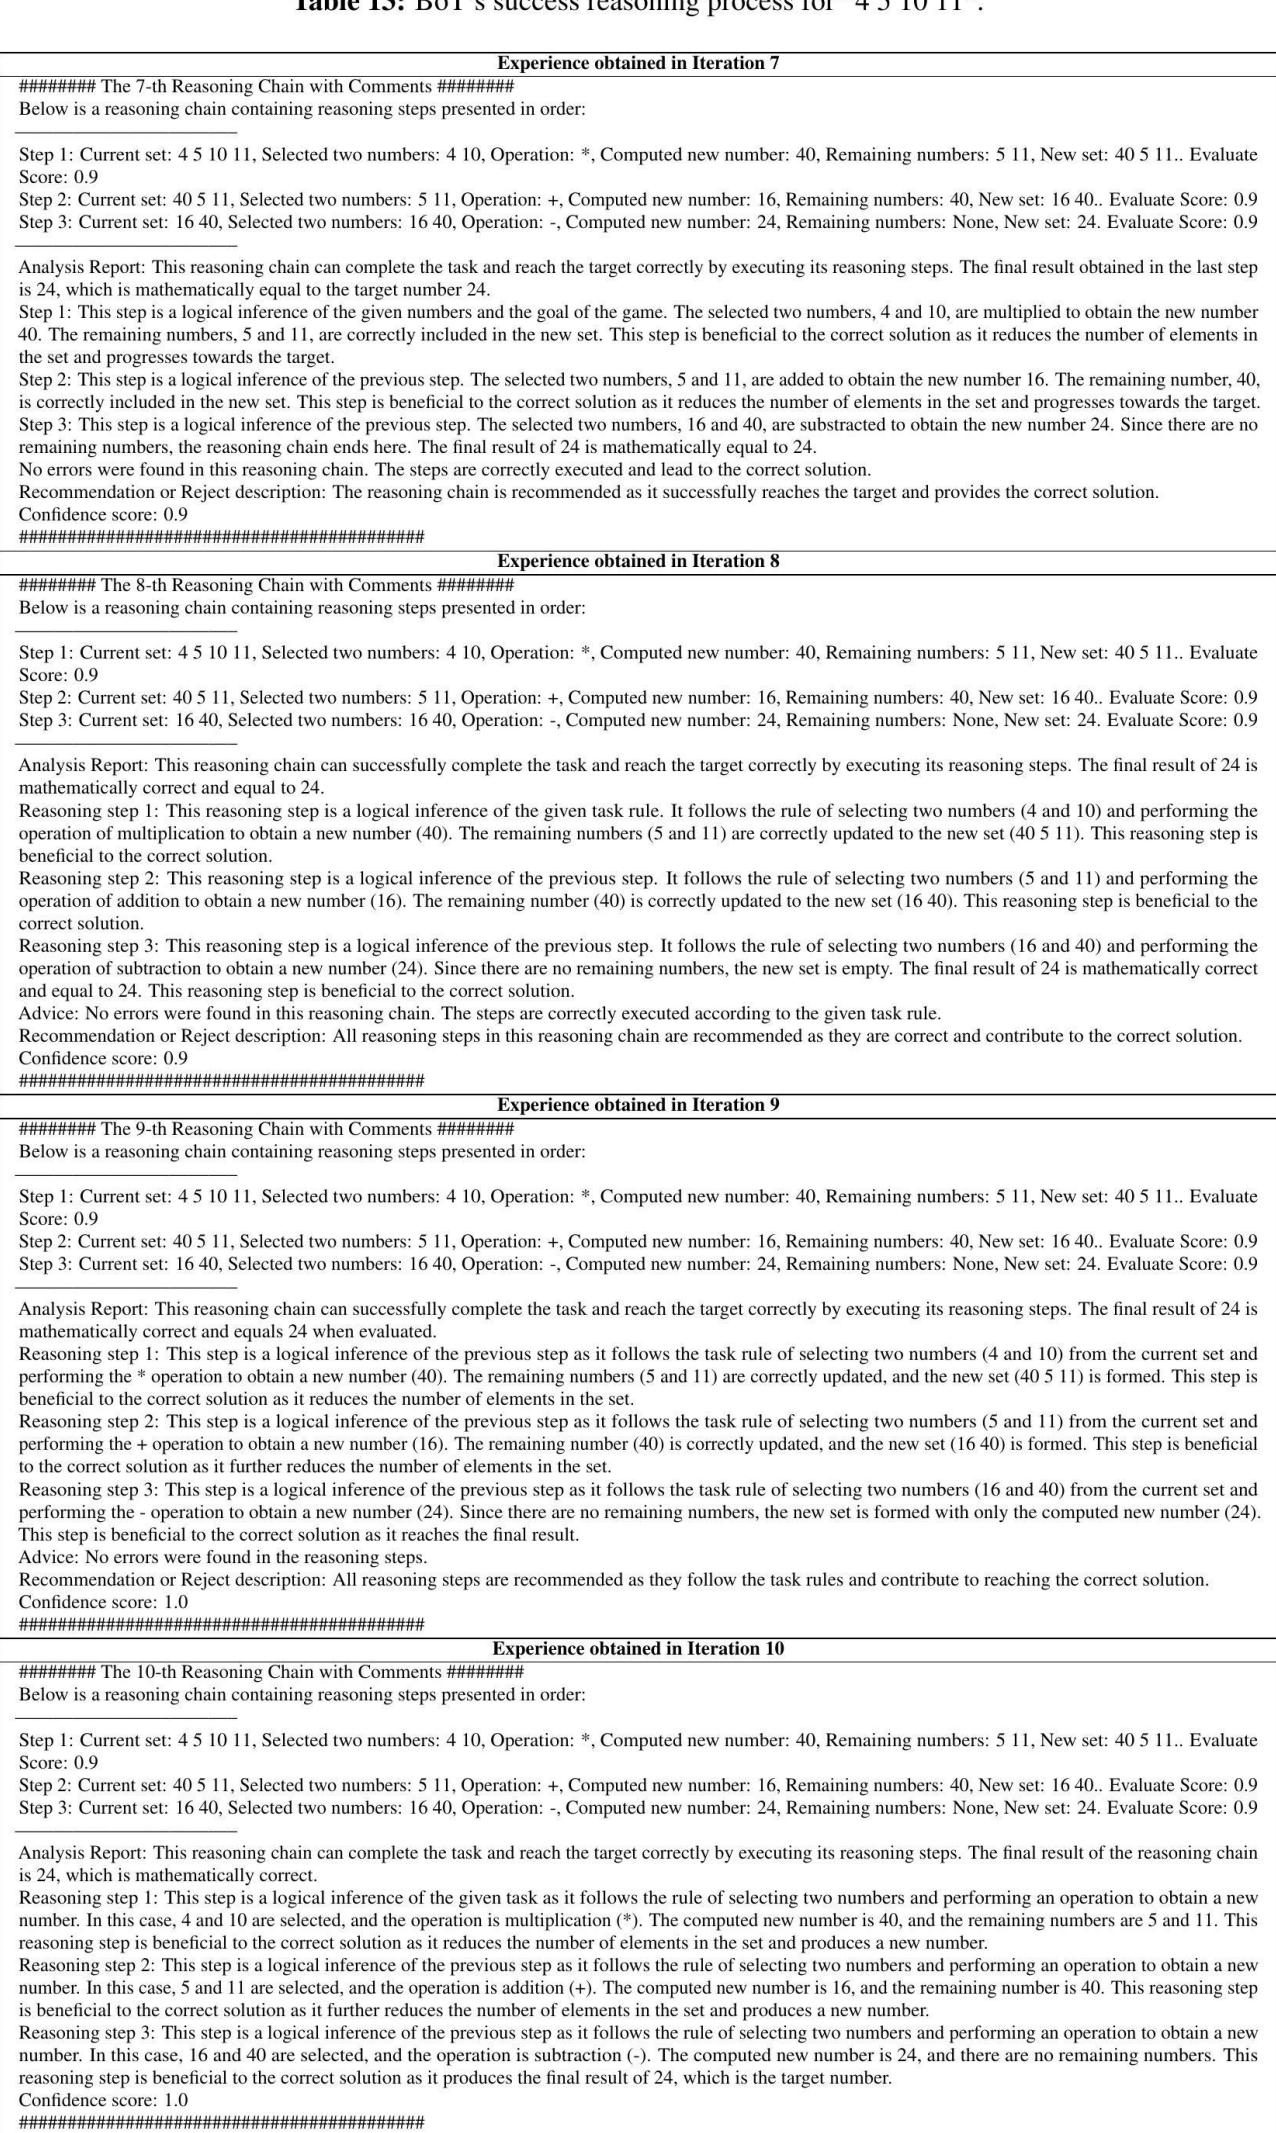 Table 13: BoT's success reasoning process for "4 5 10 11".
Experience obtained in Iteration 7
######## The 7-th Reasoning Chain with Comments ########
Below is a reasoning chain containing reasoning steps presented in order:
Step 1: Current set: 4 5 10 11, Selected two numbers: 4 10, Operation: *, Computed new number: 40, Remaining numbers: 5 11, New set: 40 5 11.. Evaluate
Score: 0.9
Step 2: Current set: 40 5 11, Selected two numbers: 5 11, Operation: +, Computed new number: 16, Remaining numbers: 40, New set: 16 40.. Evaluate Score: 0.9
Step 3: Current set: 16 40, Selected two numbers: 16 40, Operation: -, Computed new number: 24, Remaining numbers: None, New set: 24. Evaluate Score: 0.9
Analysis Report: This reasoning chain can complete the task and reach the target correctly by executing its reasoning steps. The final result obtained in the last step
is 24, which is mathematically equal to the target number 24.
Step 1: This step is a logical inference of the given numbers and the goal of the game. The selected two numbers, 4 and 10, are multiplied to obtain the new number
40. The remaining numbers, 5 and 11, are correctly included in the new set. This step is beneficial to the correct solution as it reduces the number of elements in
the set and progresses towards the target.
Step 2: This step is a logical inference of the previous step. The selected two numbers, 5 and 11, are added to obtain the new number 16. The remaining number, 40,
is correctly included in the new set. This step is beneficial to the correct solution as it reduces the number of elements in the set and progresses towards the target.
Step 3: This step is a logical inference of the previous step. The selected two numbers, 16 and 40, are substracted to obtain the new number 24. Since there are no
remaining numbers, the reasoning chain ends here. The final result of 24 is mathematically equal to 24.
No errors were found in this reasoning chain. The steps are correctly executed and lead to the correct solution.
Recommendation or Reject description: The reasoning chain is recommended as it successfully reaches the target and provides the correct solution.
Confidence score: 0.9
##########################################
Experience obtained in Iteration 8
######## The 8-th Reasoning Chain with Comments ########
Below is a reasoning chain containing reasoning steps presented in order:
Step 1: Current set: 4 5 10 11, Selected two numbers: 4 10, Operation: *, Computed new number: 40, Remaining numbers: 5 11, New set: 40 5 11.. Evaluate
Score: 0.9
Step 2: Current set: 40 5 11, Selected two numbers: 5 11, Operation: +, Computed new number: 16, Remaining numbers: 40, New set: 16 40.. Evaluate Score: 0.9
Step 3: Current set: 16 40, Selected two numbers: 16 40, Operation: -, Computed new number: 24, Remaining numbers: None, New set: 24. Evaluate Score: 0.9
Analysis Report: This reasoning chain can successfully complete the task and reach the target correctly by executing its reasoning steps. The final result of 24 is
mathematically correct and equal to 24.
Reasoning step 1: This reasoning step is a logical inference of the given task rule. It follows the rule of selecting two numbers (4 and 10) and performing the
operation of multiplication to obtain a new number (40). The remaining numbers (5 and 11) are correctly updated to the new set (40 5 11). This reasoning step is
beneficial to the correct solution.
Reasoning step 2: This reasoning step is a logical inference of the previous step. It follows the rule of selecting two numbers (5 and 11) and performing the
operation of addition to obtain a new number (16). The remaining number (40) is correctly updated to the new set (16 40). This reasoning step is beneficial to the
correct solution.
Reasoning step 3: This reasoning step is a logical inference of the previous step. It follows the rule of selecting two numbers (16 and 40) and performing the
operation of subtraction to obtain a new number (24). Since there are no remaining numbers, the new set is empty. The final result of 24 is mathematically correct
and equal to 24. This reasoning step is beneficial to the correct solution.
Advice: No errors were found in this reasoning chain. The steps are correctly executed according to the given task rule.
Recommendation or Reject description: All reasoning steps in this reasoning chain are recommended as they are correct and contribute to the correct solution.
Confidence score: 0.9
##########################################
Experience obtained in Iteration 9
######## The 9-th Reasoning Chain with Comments ########
Below is a reasoning chain containing reasoning steps presented in order:
Step 1: Current set: 4 5 10 11, Selected two numbers: 4 10, Operation: *, Computed new number: 40, Remaining numbers: 5 11, New set: 40 5 11.. Evaluate
Score: 0.9
Step 2: Current set: 40 5 11, Selected two numbers: 5 11, Operation: +, Computed new number: 16, Remaining numbers: 40, New set: 16 40.. Evaluate Score: 0.9
Step 3: Current set: 16 40, Selected two numbers: 16 40, Operation: -, Computed new number: 24, Remaining numbers: None, New set: 24. Evaluate Score: 0.9
Analysis Report: This reasoning chain can successfully complete the task and reach the target correctly by executing its reasoning steps. The final result of 24 is
mathematically correct and equals 24 when evaluated.
Reasoning step 1: This step is a logical inference of the previous step as it follows the task rule of selecting two numbers (4 and 10) from the current set and
performing the * operation to obtain a new number (40). The remaining numbers (5 and 11) are correctly updated, and the new set (40 5 11) is formed. This step is
beneficial to the correct solution as it reduces the number of elements in the set.
Reasoning step 2: This step is a logical inference of the previous step as it follows the task rule of selecting two numbers (5 and 11) from the current set and
performing the + operation to obtain a new number (16). The remaining number (40) is correctly updated, and the new set (16 40) is formed. This step is beneficial
to the correct solution as it further reduces the number of elements in the set.
Reasoning step 3: This step is a logical inference of the previous step as it follows the task rule of selecting two numbers (16 and 40) from the current set and
performing the - operation to obtain a new number (24). Since there are no remaining numbers, the new set is formed with only the computed new number (24).
This step is beneficial to the correct solution as it reaches the final result.
Advice: No errors were found in the reasoning steps.
Recommendation or Reject description: All reasoning steps are recommended as they follow the task rules and contribute to reaching the correct solution.
Confidence score: 1.0
##########################################
Experience obtained in Iteration 10
######## The 10-th Reasoning Chain with Comments ########
Below is a reasoning chain containing reasoning steps presented in order:
Step 1: Current set: 4 5 10 11, Selected two numbers: 4 10, Operation: *, Computed new number: 40, Remaining numbers: 5 11, New set: 40 5 11.. Evaluate
Score: 0.9
Step 2: Current set: 40 5 11, Selected two numbers: 5 11, Operation: +, Computed new number: 16, Remaining numbers: 40, New set: 16 40.. Evaluate Score: 0.9
Step 3: Current set: 16 40, Selected two numbers: 16 40, Operation: -, Computed new number: 24, Remaining numbers: None, New set: 24. Evaluate Score: 0.9
Analysis Report: This reasoning chain can complete the task and reach the target correctly by executing its reasoning steps. The final result of the reasoning chain
is 24, which is mathematically correct.
Reasoning step 1: This step is a logical inference of the given task as it follows the rule of selecting two numbers and performing an operation to obtain a new
number. In this case, 4 and 10 are selected, and the operation is multiplication (*). The computed new number is 40, and the remaining numbers are 5 and 11. This
reasoning step is beneficial to the correct solution as it reduces the number of elements in the set and produces a new number.
Reasoning step 2: This step is a logical inference of the previous step as it follows the rule of selecting two numbers and performing an operation to obtain a new
number. In this case, 5 and 11 are selected, and the operation is addition (+). The computed new number is 16, and the remaining number is 40. This reasoning step
is beneficial to the correct solution as it further reduces the number of elements in the set and produces a new number.
Reasoning step 3: This step is a logical inference of the previous step as it follows the rule of selecting two numbers and performing an operation to obtain a new
number. In this case, 16 and 40 are selected, and the operation is subtraction (-). The computed new number is 24, and there are no remaining numbers. This
reasoning step is beneficial to the correct solution as it produces the final result of 24, which is the target number.
Confidence score: 1.0
##########################################